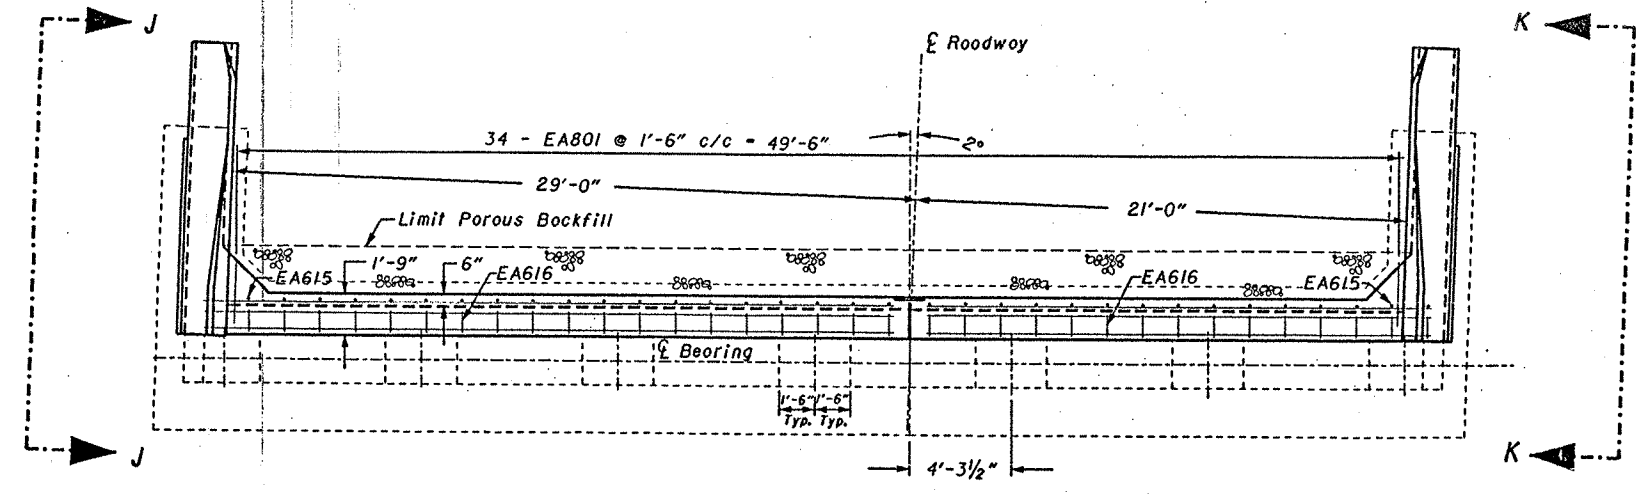 J
K
℄ Roodwoy
34 - EA801 @ 1'-6" c/c = 49'-6"
2°
29'-0"
21'-0"
Limit Porous Bockfill
1'-9"
6"
EA615
EA616
EA616
EA615
℄ Beoring
1'-6" 1'-6"
Typ. Typ.
J
K
4'-3½"